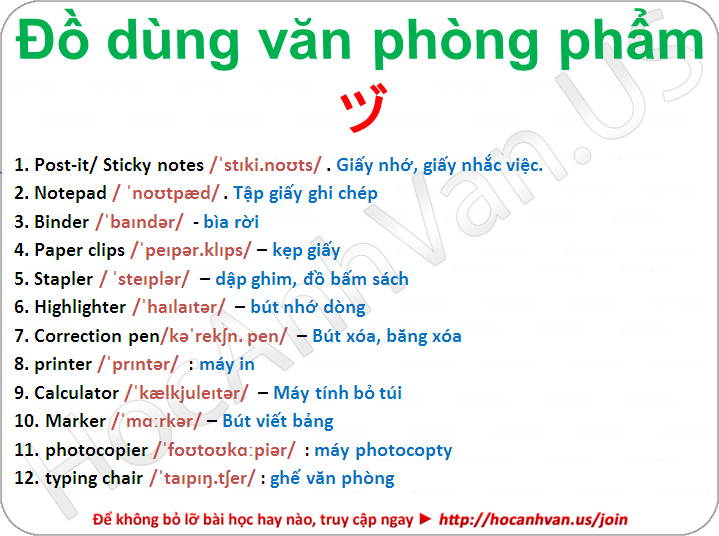 Đồ dùng văn phòng phẩm
ヅ
1. Post-it/ Sticky notes /ˈstɪki.noʊts/ . Giấy nhớ, giấy nhắc việc.
2. Notepad / ˈnoʊtpæd/ . Tập giấy ghi chép
3. Binder /ˈbaɪndər/ - bìa rời
4. Paper clips /ˈpeɪpər.klɪps/ – kẹp giấy
5. Stapler / ˈsteɪplər/ – dập ghim, đồ bấm sách
6. Highlighter /ˈhaɪlaɪtər/ – bút nhớ dòng
7. Correction pen/kəˈrekʃn. pen/ – Bút xóa, băng xóa
8. printer /ˈprɪntər/ : máy in
9. Calculator /ˈkælkjuleɪtər/ – Máy tính bỏ túi
10. Marker /ˈmɑːrkər/ – Bút viết bảng
11. photocopier /ˈfoʊtoʊkɑːpiər/ : máy photocopty
12. typing chair /ˈtaɪpɪŋ.tʃer/ : ghế văn phòng
Để không bỏ lỡ bài học hay nào, truy cập ngay ► http://hocanhvan.us/join
HocAnhVan.Us